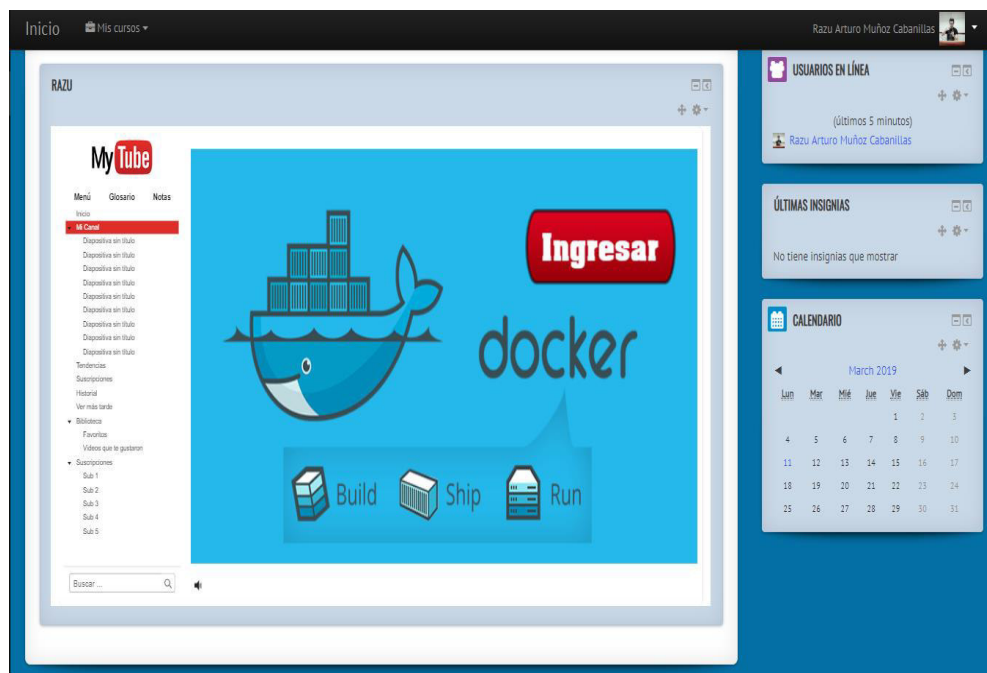 Inicio Mis cursos Razu Arturo Muñoz Cabanillas
RAZU
MyTube
Menú Glosario Notas
Inicio
Mi Canal
Diapositiva sin título
Diapositiva sin título
Diapositiva sin título
Diapositiva sin título
Diapositiva sin título
Diapositiva sin título
Diapositiva sin título
Diapositiva sin título
Diapositiva sin título
Tendencias
Suscripciones
Historial
Ver más tarde
Biblioteca
Favoritos
Videos que te gustaron
Suscripciones
Sub 1
Sub 2
Sub 3
Sub 4
Sub 5
Buscar ...
Ingresar
docker
Build Ship Run
USUARIOS EN LÍNEA
(últimos 5 minutos)
Razu Arturo Muñoz Cabanillas
ÚLTIMAS INSIGNIAS
No tiene insignias que mostrar
CALENDARIO
March 2019
Lun Mar Mié Jue Vie Sáb Dom
1 2 3
4 5 6 7 8 9 10
11 12 13 14 15 16 17
18 19 20 21 22 23 24
25 26 27 28 29 30 31